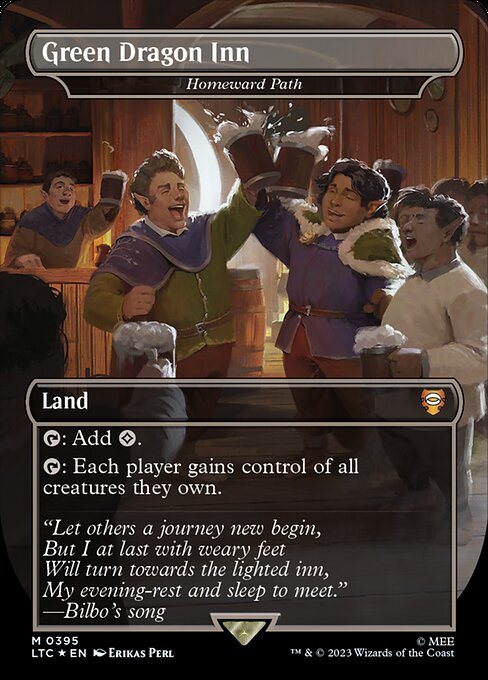 Green Dragon Inn
Homeward Path
Land
: Add .
: Each player gains control of all
creatures they own.
“Let others a journey new begin,
But I at last with weary feet
Will turn towards the lighted inn,
My evening-rest and sleep to meet.”
—Bilbo’s song
M 0395
LTC ★ EN Erikas Perl
© MEE
™ & © 2023 Wizards of the Coast